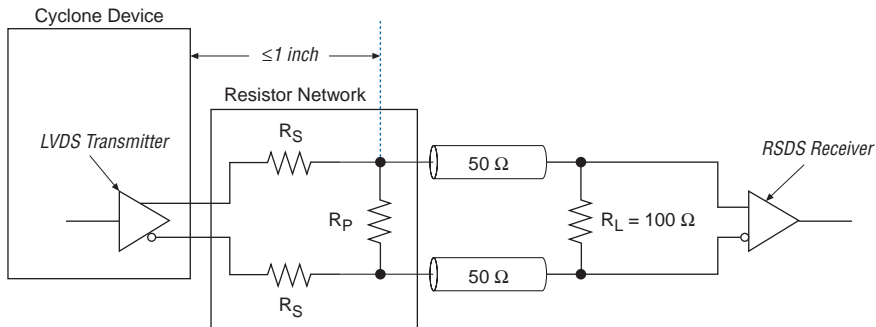 Cyclone Device
≤1 inch
Resistor Network
LVDS Transmitter
R_S
50 Ω
RSDS Receiver
R_P
R_L = 100 Ω
50 Ω
R_S